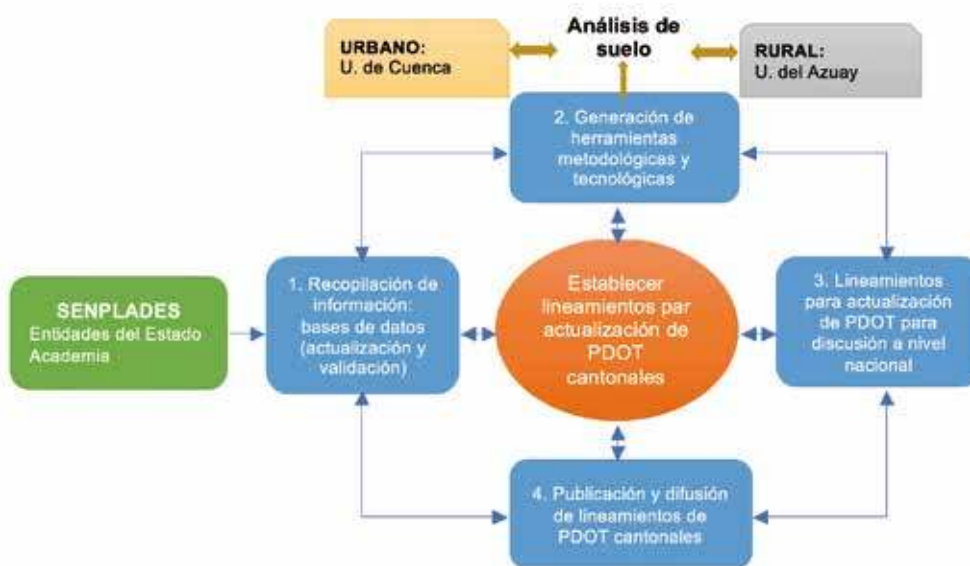 Análisis de
suelo
URBANO:
U. de Cuenca
RURAL:
U. del Azuay
2. Generación de
herramientas
metodológicas y
tecnológicas
SENPLADES
Entidades del Estado
Academia
1. Recopilación de
información:
bases de datos
(actualización y
validación)
Establecer
lineamientos par
actualización de
PDOT
cantonales
3. Lineamientos
para actualización
de PDOT para
discusión a nivel
nacional
4. Publicación y difusión
de lineamientos de
PDOT cantonales